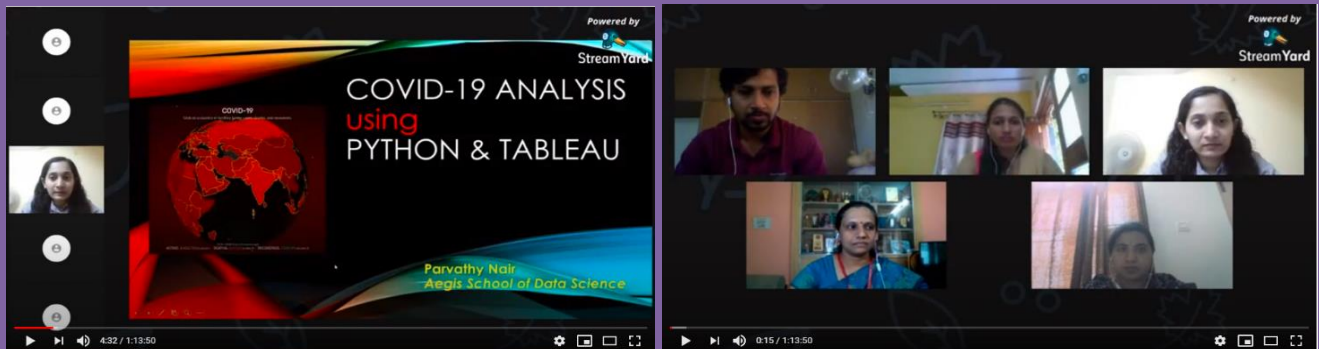 Powered by
StreamYard
COVID-19 ANALYSIS
using
PYTHON & TABLEAU
COVID-19
Parvathy Nair
Aegis School of Data Science
4:32 / 1:13:50
Powered by
StreamYard
0:15 / 1:13:50